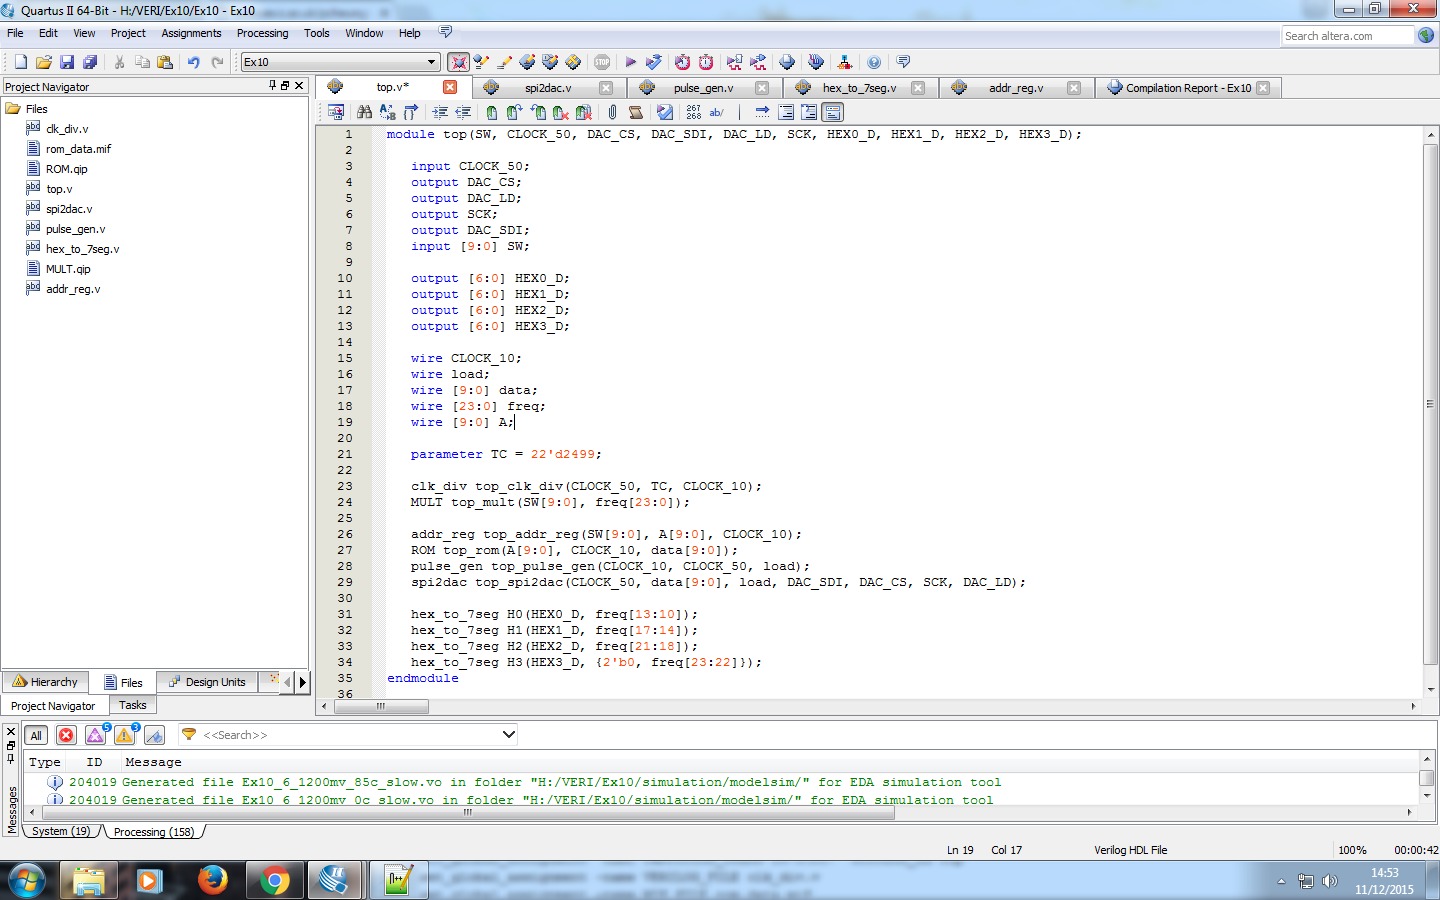 Quartus II 64-Bit - H:/VERI/Ex10/Ex10 - Ex10
File Edit View Project Assignments Processing Tools Window Help
Search altera.com
Ex10
STOP
Project Navigator
Files
clk_div.v
rom_data.mif
ROM.qip
top.v
spi2dac.v
pulse_gen.v
hex_to_7seg.v
MULT.qip
addr_reg.v
Hierarchy Files Design Units
Project Navigator Tasks
top.v* spi2dac.v pulse_gen.v hex_to_7seg.v addr_reg.v Compilation Report - Ex10
267
268 ab/
1 module top(SW, CLOCK_50, DAC_CS, DAC_SDI, DAC_LD, SCK, HEX0_D, HEX1_D, HEX2_D, HEX3_D);
2
3 input CLOCK_50;
4 output DAC_CS;
5 output DAC_LD;
6 output SCK;
7 output DAC_SDI;
8 input [9:0] SW;
9
10 output [6:0] HEX0_D;
11 output [6:0] HEX1_D;
12 output [6:0] HEX2_D;
13 output [6:0] HEX3_D;
14
15 wire CLOCK_10;
16 wire load;
17 wire [9:0] data;
18 wire [23:0] freq;
19 wire [9:0] A;
20
21 parameter TC = 22'd2499;
22
23 clk_div top_clk_div(CLOCK_50, TC, CLOCK_10);
24 MULT top_mult(SW[9:0], freq[23:0]);
25
26 addr_reg top_addr_reg(SW[9:0], A[9:0], CLOCK_10);
27 ROM top_rom(A[9:0], CLOCK_10, data[9:0]);
28 pulse_gen top_pulse_gen(CLOCK_10, CLOCK_50, load);
29 spi2dac top_spi2dac(CLOCK_50, data[9:0], load, DAC_SDI, DAC_CS, SCK, DAC_LD);
30
31 hex_to_7seg H0(HEX0_D, freq[13:10]);
32 hex_to_7seg H1(HEX1_D, freq[17:14]);
33 hex_to_7seg H2(HEX2_D, freq[21:18]);
34 hex_to_7seg H3(HEX3_D, {2'b0, freq[23:22]});
35 endmodule
36
All 5 3 <<Search>>
Type ID Message
204019 Generated file Ex10_6_1200mv_85c_slow.vo in folder "H:/VERI/Ex10/simulation/modelsim/" for EDA simulation tool
204019 Generated file Ex10_6_1200mv_0c_slow.vo in folder "H:/VERI/Ex10/simulation/modelsim/" for EDA simulation tool
Messages
System (19) Processing (158)
Ln 19 Col 17 Verilog HDL File 100% 00:00:42
14:53
11/12/2015